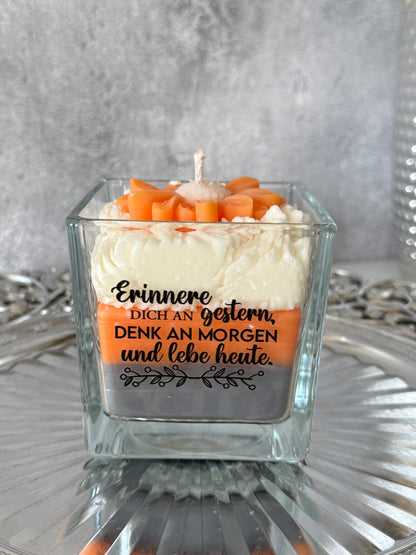 Erinnere
DICH AN gestern,
DENK AN MORGEN
und lebe heute.